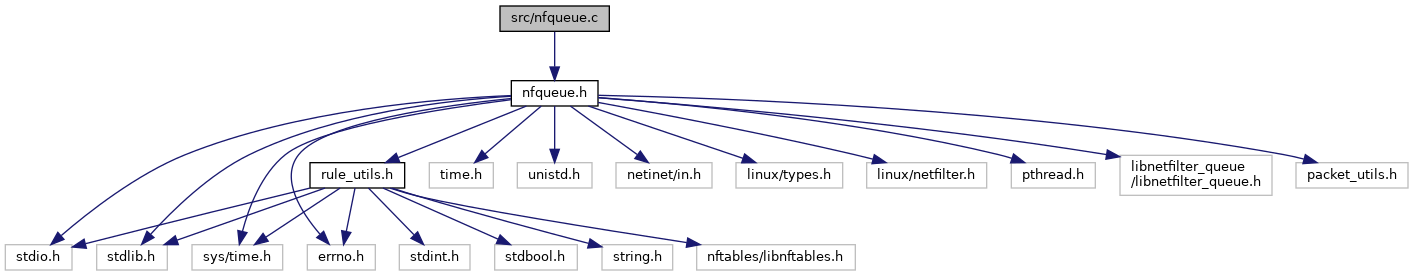 src/nfqueue.c
nfqueue.h
rule_utils.h
time.h
unistd.h
netinet/in.h
linux/types.h
linux/netfilter.h
pthread.h
libnetfilter_queue
/libnetfilter_queue.h
packet_utils.h
stdio.h
stdlib.h
sys/time.h
errno.h
stdint.h
stdbool.h
string.h
nftables/libnftables.h